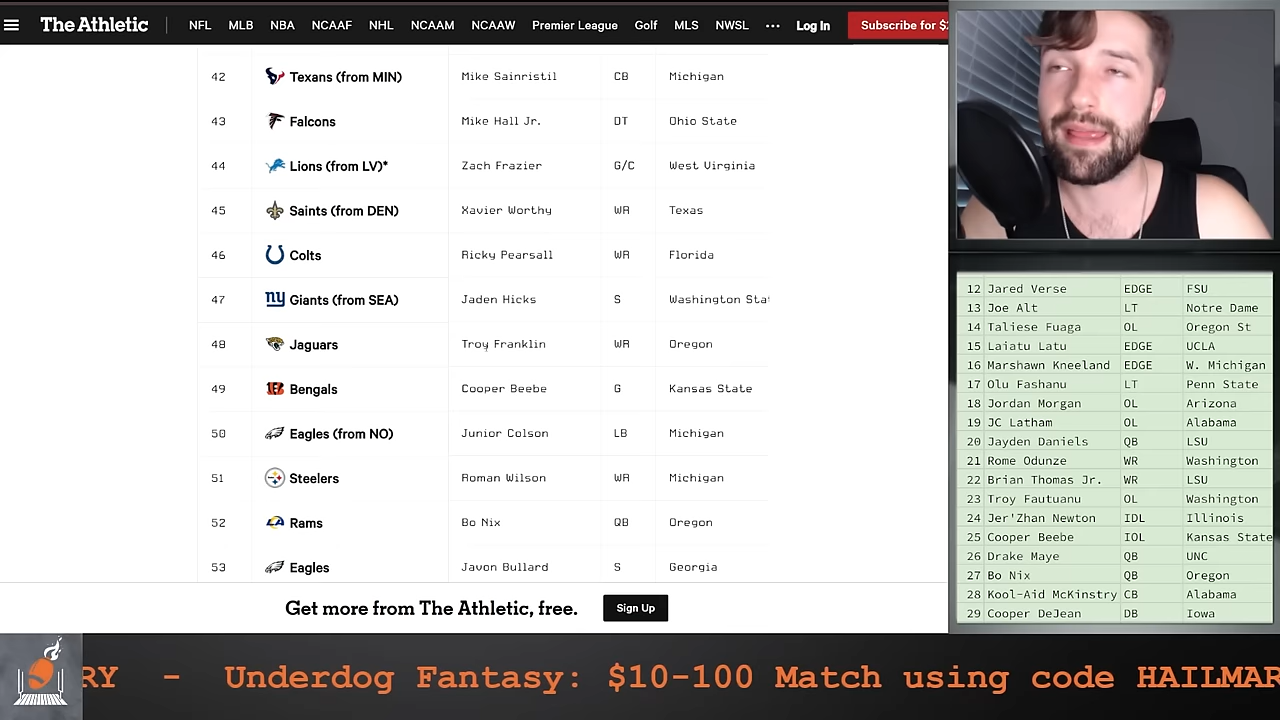 The Athletic NFL MLB NBA NCAAF NHL NCAAM NCAAW Premier League Golf MLS NWSL ••• Log In Subscribe for $2
42 Texans (from MIN) Mike Sainristil CB Michigan
43 Falcons Mike Hall Jr. DT Ohio State
44 Lions (from LV)* Zach Frazier G/C West Virginia
45 Saints (from DEN) Xavier Worthy WR Texas
46 Colts Ricky Pearsall WR Florida
47 ny Giants (from SEA) Jaden Hicks S Washington Sta
48 Jaguars Troy Franklin WR Oregon
49 Bengals Cooper Beebe G Kansas State
50 Eagles (from NO) Junior Colson LB Michigan
51 Steelers Roman Wilson WR Michigan
52 Rams Bo Nix QB Oregon
53 Eagles Javon Bullard S Georgia
Get more from The Athletic, free. Sign Up
12 Jared Verse EDGE FSU
13 Joe Alt LT Notre Dame
14 Taliese Fuaga OL Oregon St
15 Laiatu Latu EDGE UCLA
16 Marshawn Kneeland EDGE W. Michigan
17 Olu Fashanu LT Penn State
18 Jordan Morgan OL Arizona
19 JC Latham OL Alabama
20 Jayden Daniels QB LSU
21 Rome Odunze WR Washington
22 Brian Thomas Jr. WR LSU
23 Troy Fautuanu OL Washington
24 Jer'Zhan Newton IDL Illinois
25 Cooper Beebe IOL Kansas State
26 Drake Maye QB UNC
27 Bo Nix QB Oregon
28 Kool-Aid McKinstry CB Alabama
29 Cooper DeJean DB Iowa
RY - Underdog Fantasy: $10-100 Match using code HAILMAR